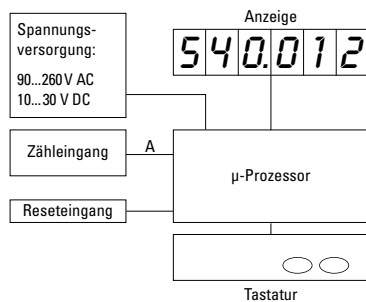 Spannungs-
versorgung:
90...260 V AC
10...30 V DC
Anzeige
540.012
Zähleingang
A
µ-Prozessor
Reseteingang
Tastatur